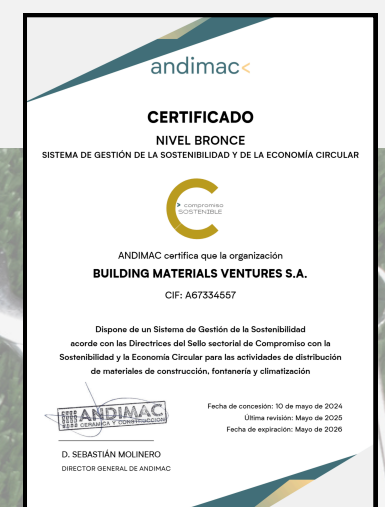 andimac<
CERTIFICADO
NIVEL BRONCE
SISTEMA DE GESTIÓN DE LA SOSTENIBILIDAD Y DE LA ECONOMÍA CIRCULAR
> compromiso
SOSTENIBLE
ANDIMAC certifica que la organización
BUILDING MATERIALS VENTURES S.A.
CIF: A67334557
Dispone de un Sistema de Gestión de la Sostenibilidad
acorde con las Directrices del Sello sectorial de Compromiso con la
Sostenibilidad y la Economía Circular para las actividades de distribución
de materiales de construcción, fontanería y climatización
ANDIMAC
CERAMICA Y CONSTRUCCION
Fecha de concesión: 10 de mayo de 2024
Última revisión: Mayo de 2025
Fecha de expiración: Mayo de 2026
D. SEBASTIÁN MOLINERO
DIRECTOR GENERAL DE ANDIMAC